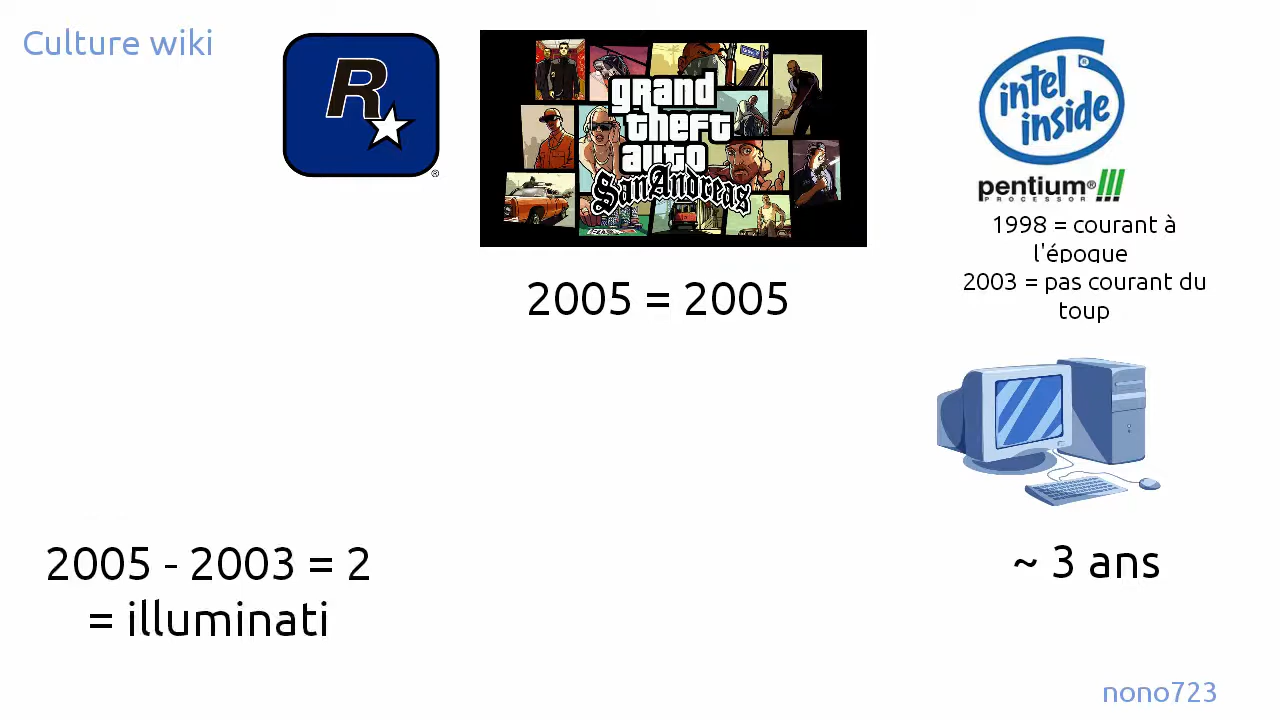 Culture wiki
R
®
grand
theft
auto
San Andreas
intel
®
inside
pentium®III
PROCESSOR
1998 = courant à
l'époque
2003 = pas courant du
toup
2005 = 2005
2005 - 2003 = 2
= illuminati
~ 3 ans
nono723